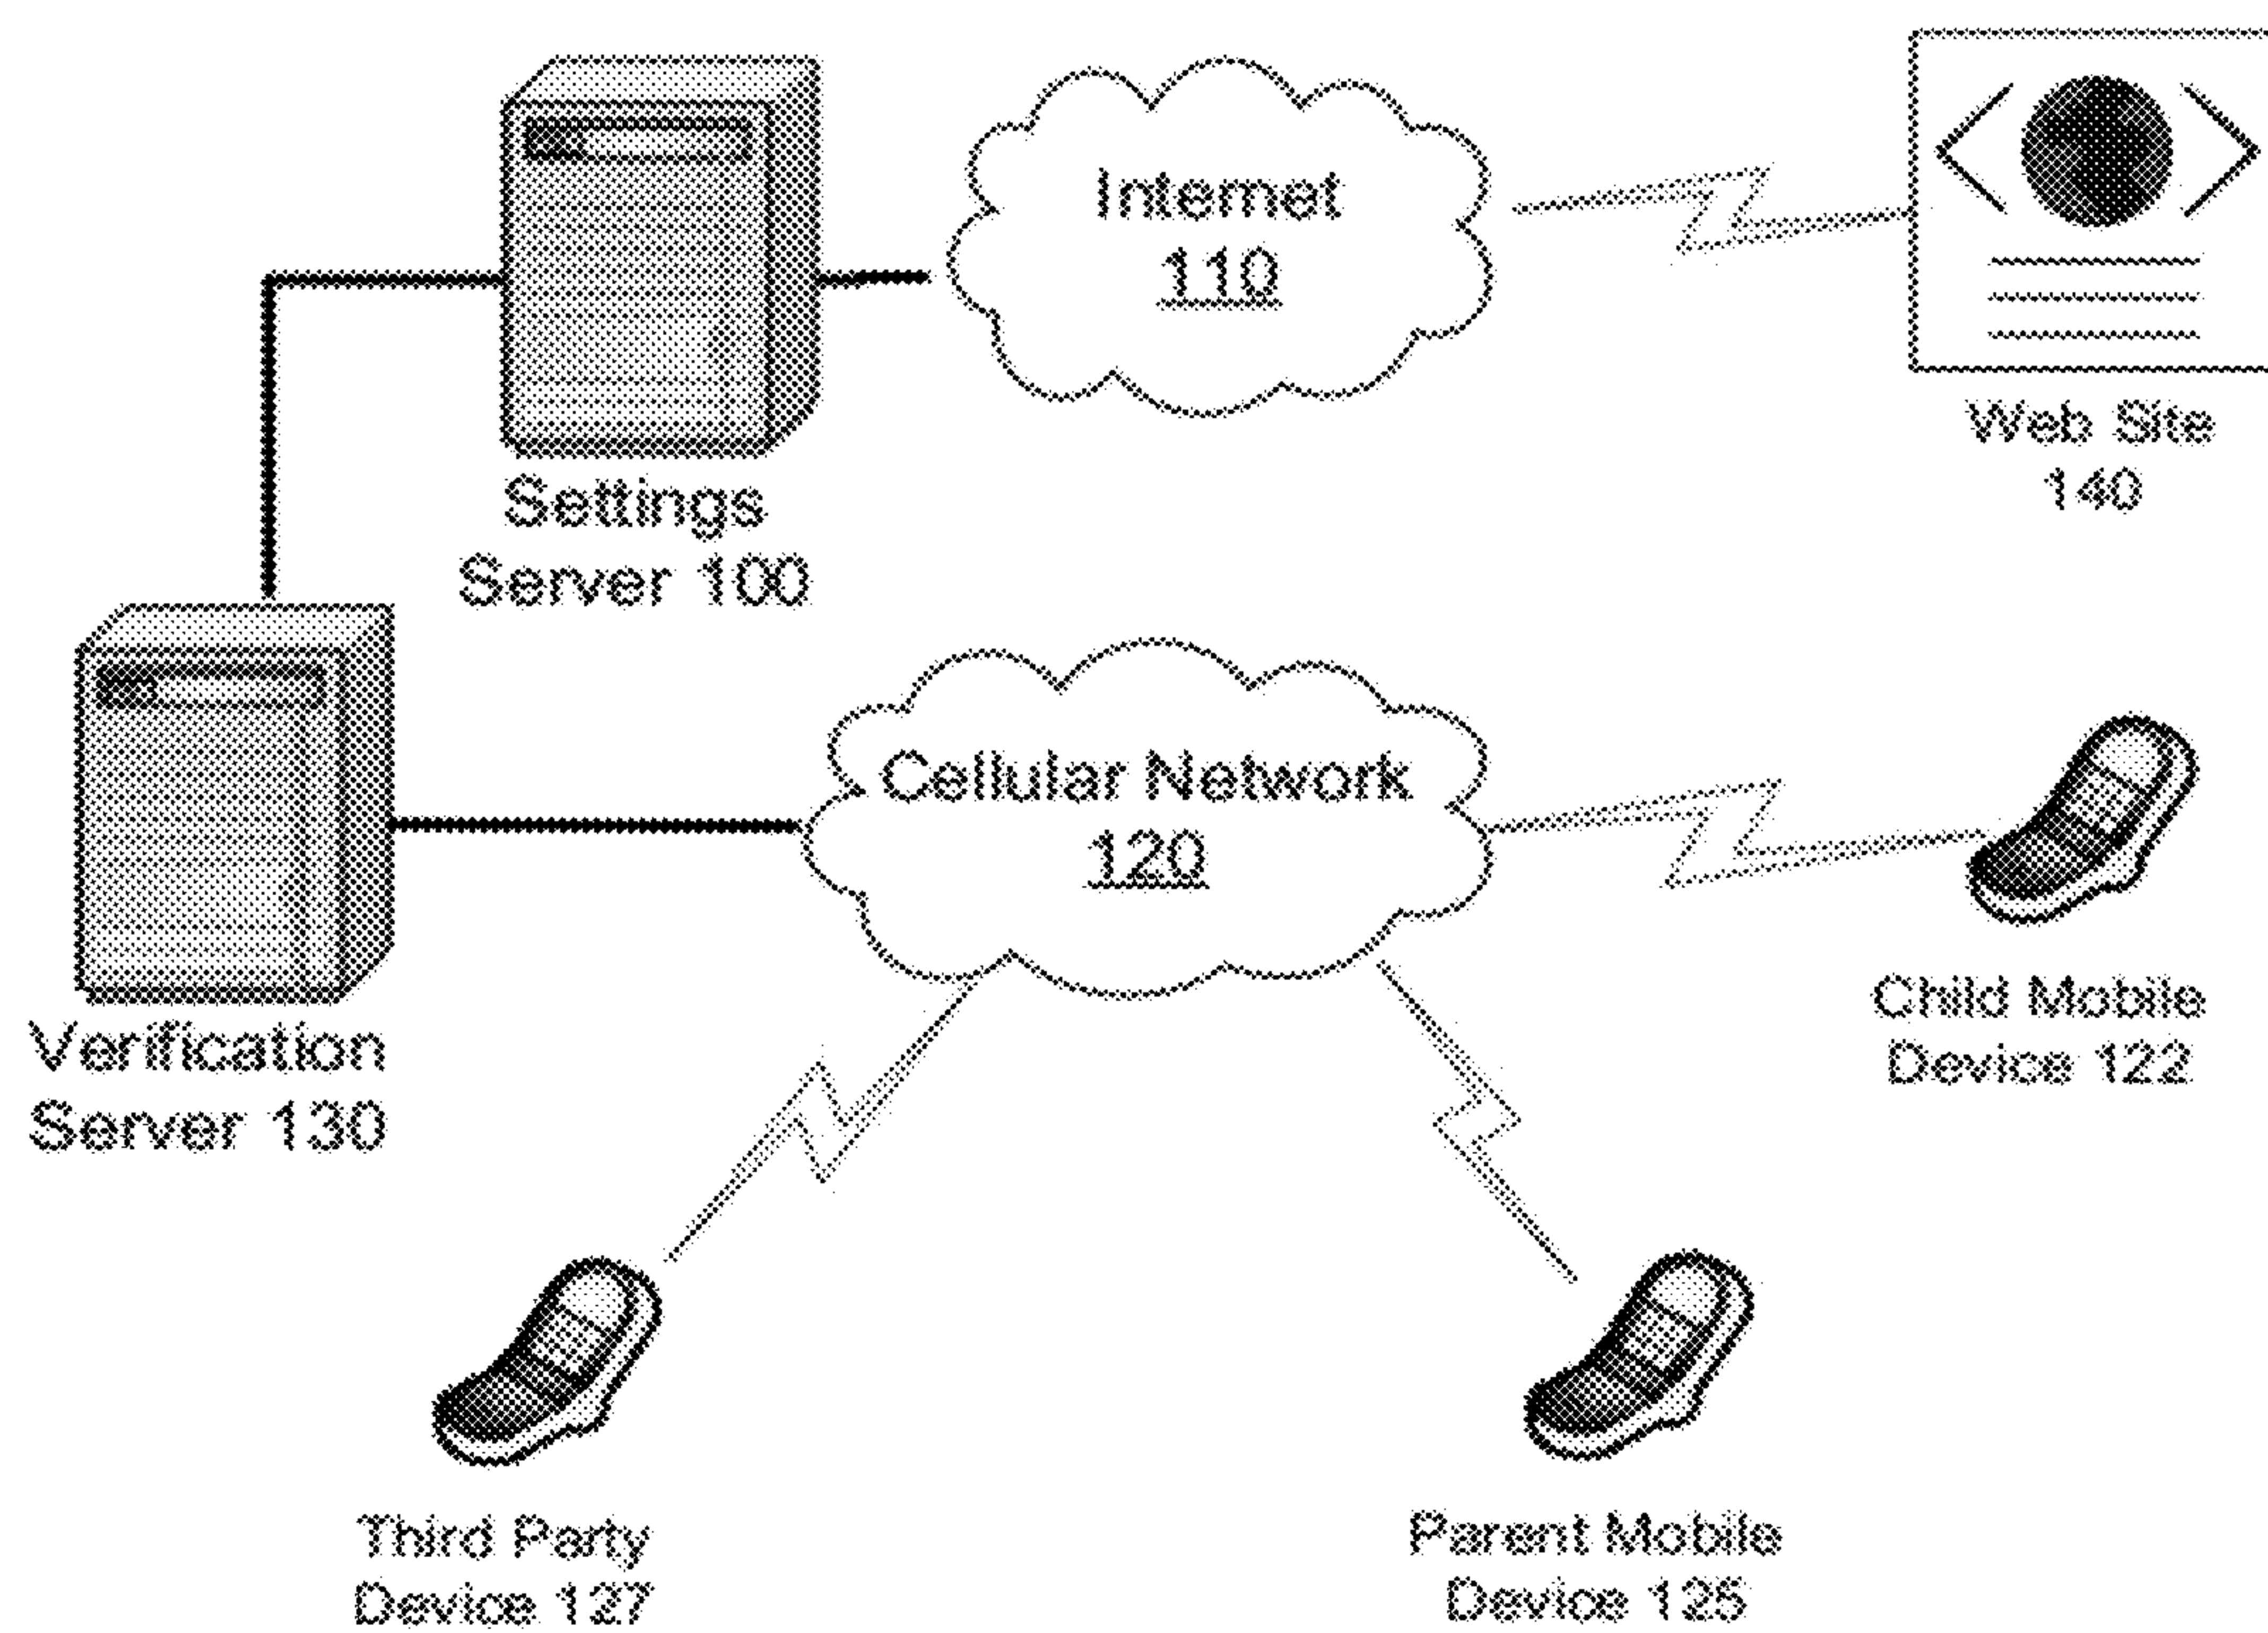 Internet
110
Web Site
140
Settings
Server 100
Cellular Network
120
Child Mobile
Device 122
Verification
Server 130
Third Party
Device 127
Parent Mobile
Device 125